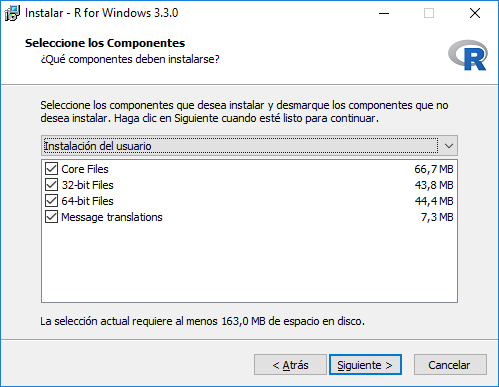 Instalar - R for Windows 3.3.0
Seleccione los Componentes
¿Qué componentes deben instalarse?
R
Seleccione los componentes que desea instalar y desmarque los componentes que no
desea instalar. Haga clic en Siguiente cuando esté listo para continuar.
Instalación del usuario
Core Files 66,7 MB
32-bit Files 43,8 MB
64-bit Files 44,4 MB
Message translations 7,3 MB
La selección actual requiere al menos 163,0 MB de espacio en disco.
< Atrás Siguiente > Cancelar